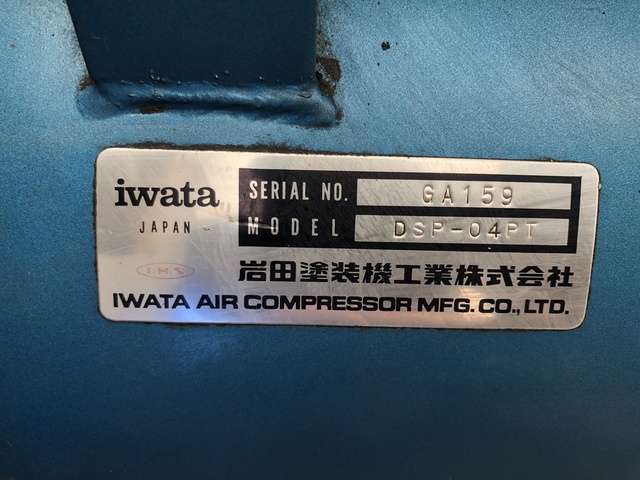 iwata
JAPAN
SERIAL NO. GA159
MODEL DSP-04PT
I.H.S
岩田塗装機工業株式会社
IWATA AIR COMPRESSOR MFG. CO., LTD.